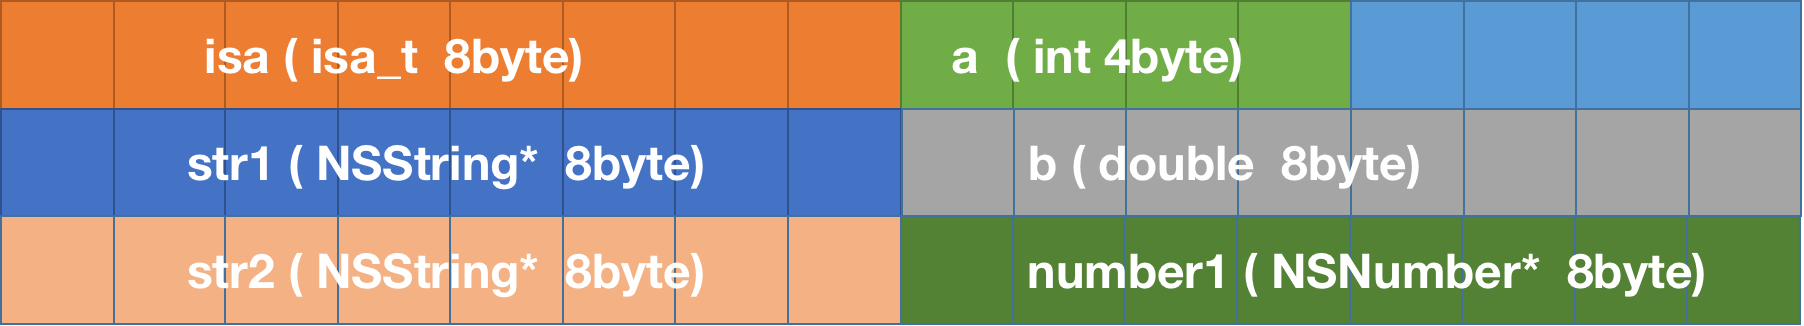 isa ( isa_t 8byte)
a ( int 4byte)
str1 ( NSString* 8byte)
b ( double 8byte)
str2 ( NSString* 8byte)
number1 ( NSNumber* 8byte)